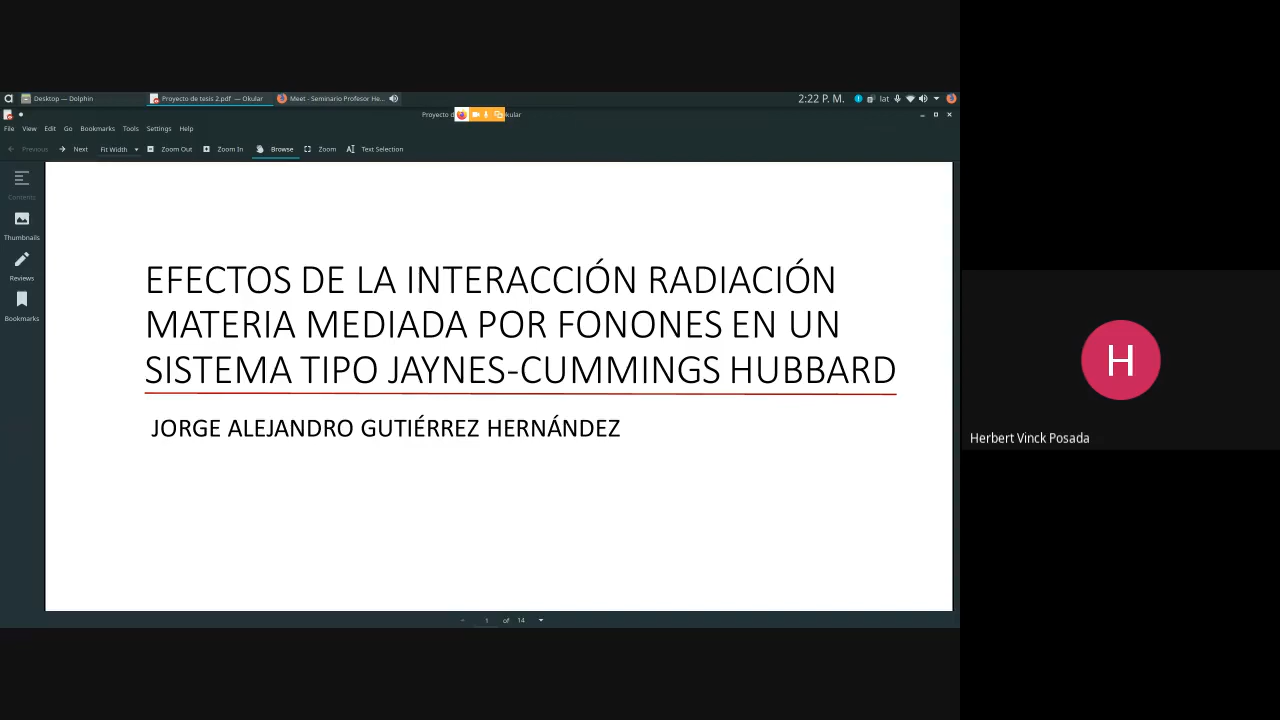 Desktop — Dolphin
Proyecto de tesis 2.pdf — Okular
Meet - Seminario Profesor He...
2:22 P. M.
lat
Proyecto d
kular
File View Edit Go Bookmarks Tools Settings Help
Previous Next Fit Width Zoom Out Zoom In Browse Zoom Text Selection
Contents
Thumbnails
Reviews
Bookmarks
EFECTOS DE LA INTERACCIÓN RADIACIÓN
MATERIA MEDIADA POR FONONES EN UN
SISTEMA TIPO JAYNES-CUMMINGS HUBBARD
JORGE ALEJANDRO GUTIÉRREZ HERNÁNDEZ
1 of 14
H
Herbert Vinck Posada